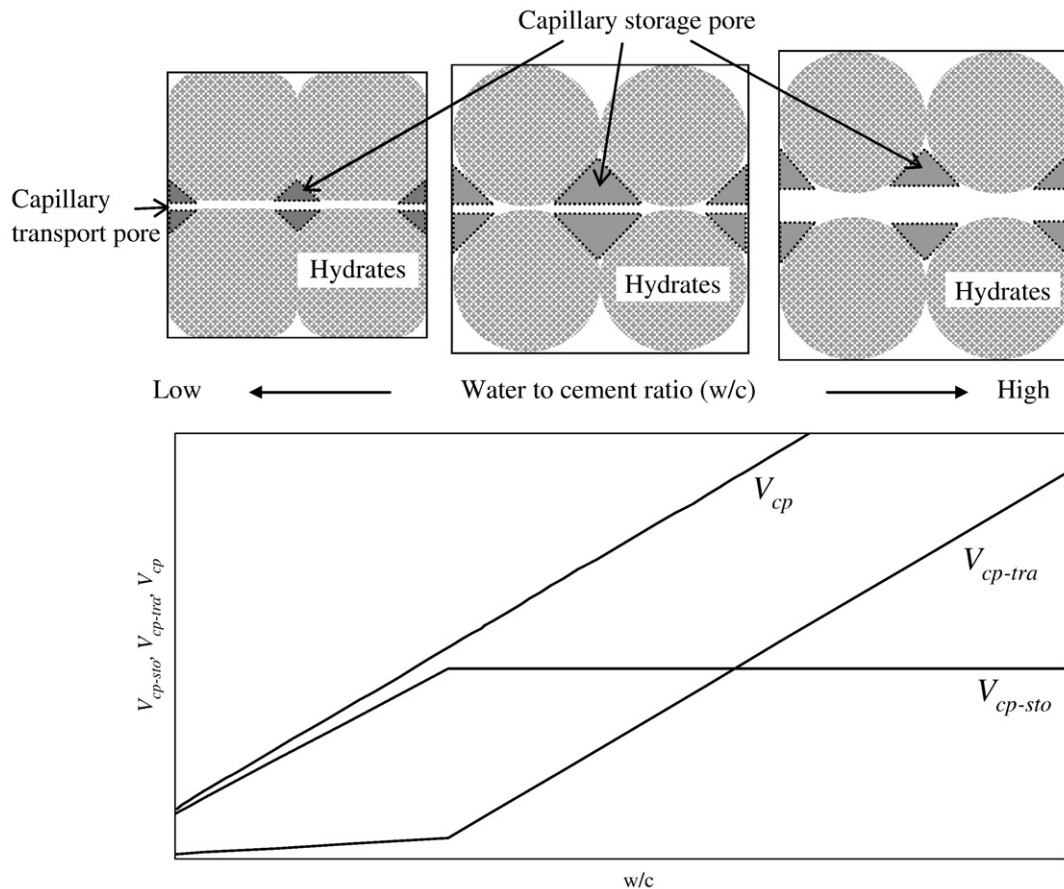 Capillary storage pore
Capillary
transport pore
Hydrates
Hydrates
Hydrates
Low
Water to cement ratio (w/c)
High
V_cp
V_cp-tra
V_cp-sto
V_cp-sto, V_cp-tra, V_cp
w/c